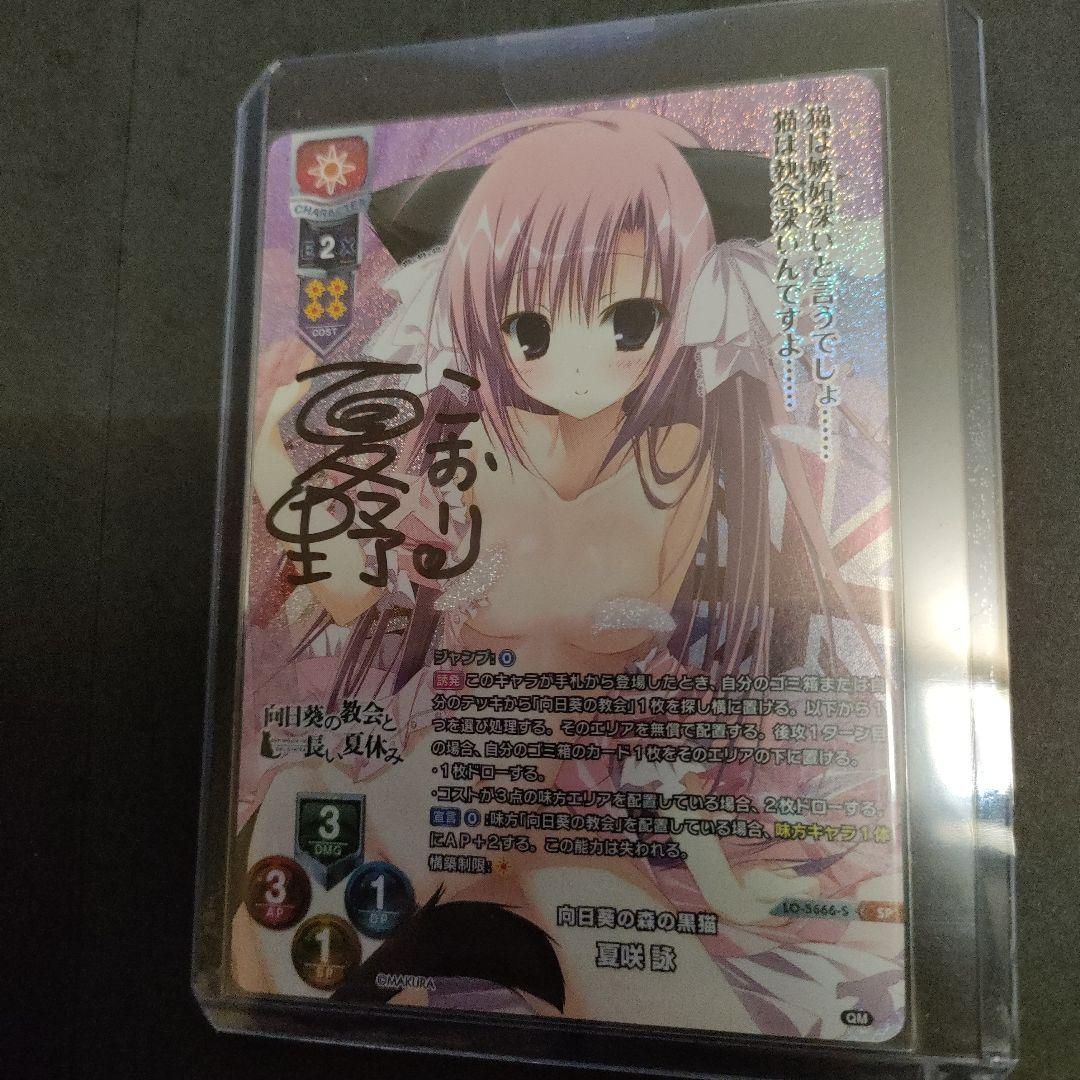 猫は嫉妬深いと言うでしょ……
猫は執念深いんですよ……
CHARACTER
EX 2
COST
夏野
こおり
ジャンプ:0
誘発 このキャラが手札から登場したとき、自分のゴミ箱または自
分のデッキから「向日葵の教会」1枚を探し横に置ける。以下から1
つを選び処理する。そのエリアを無償で配置する。後攻1ターン目
の場合、自分のゴミ箱のカード1枚をそのエリアの下に置ける。
・1枚ドローする。
・コストが3点の味方エリアを配置している場合、2枚ドローする。
宣言 0:味方「向日葵の教会」を配置している場合、味方キャラ1体
にAP+2する。この能力は失われる。
構築制限:
向日葵の教会と
長い夏休み
3
DMG
3
AP
1
DP
1
SP
LO-5666-S
SP
向日葵の森の黒猫
夏咲 詠
©MAKURA
QM